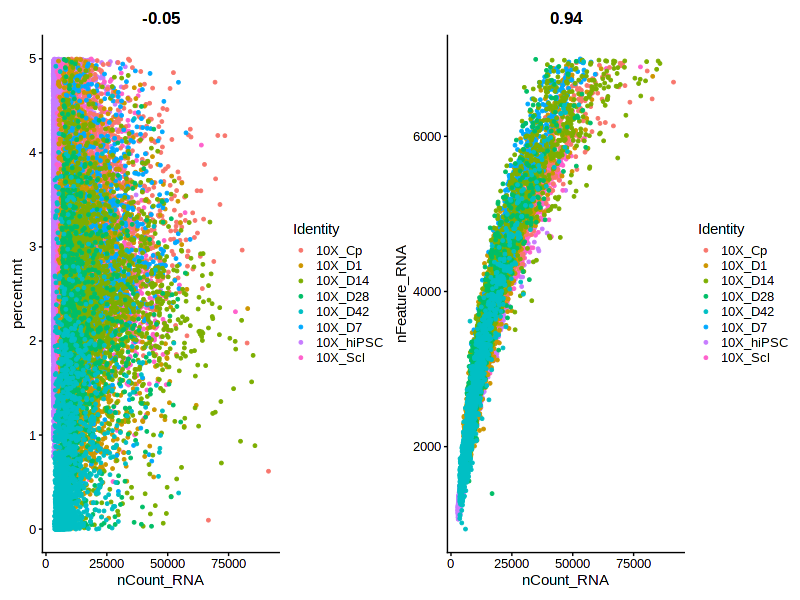 -0.05
percent.mt
5
4
3
2
1
0
0
25000
50000
75000
nCount_RNA
Identity
10X_Cp
10X_D1
10X_D14
10X_D28
10X_D42
10X_D7
10X_hiPSC
10X_Scl
0.94
nFeature_RNA
6000
4000
2000
0
25000
50000
75000
nCount_RNA
Identity
10X_Cp
10X_D1
10X_D14
10X_D28
10X_D42
10X_D7
10X_hiPSC
10X_Scl